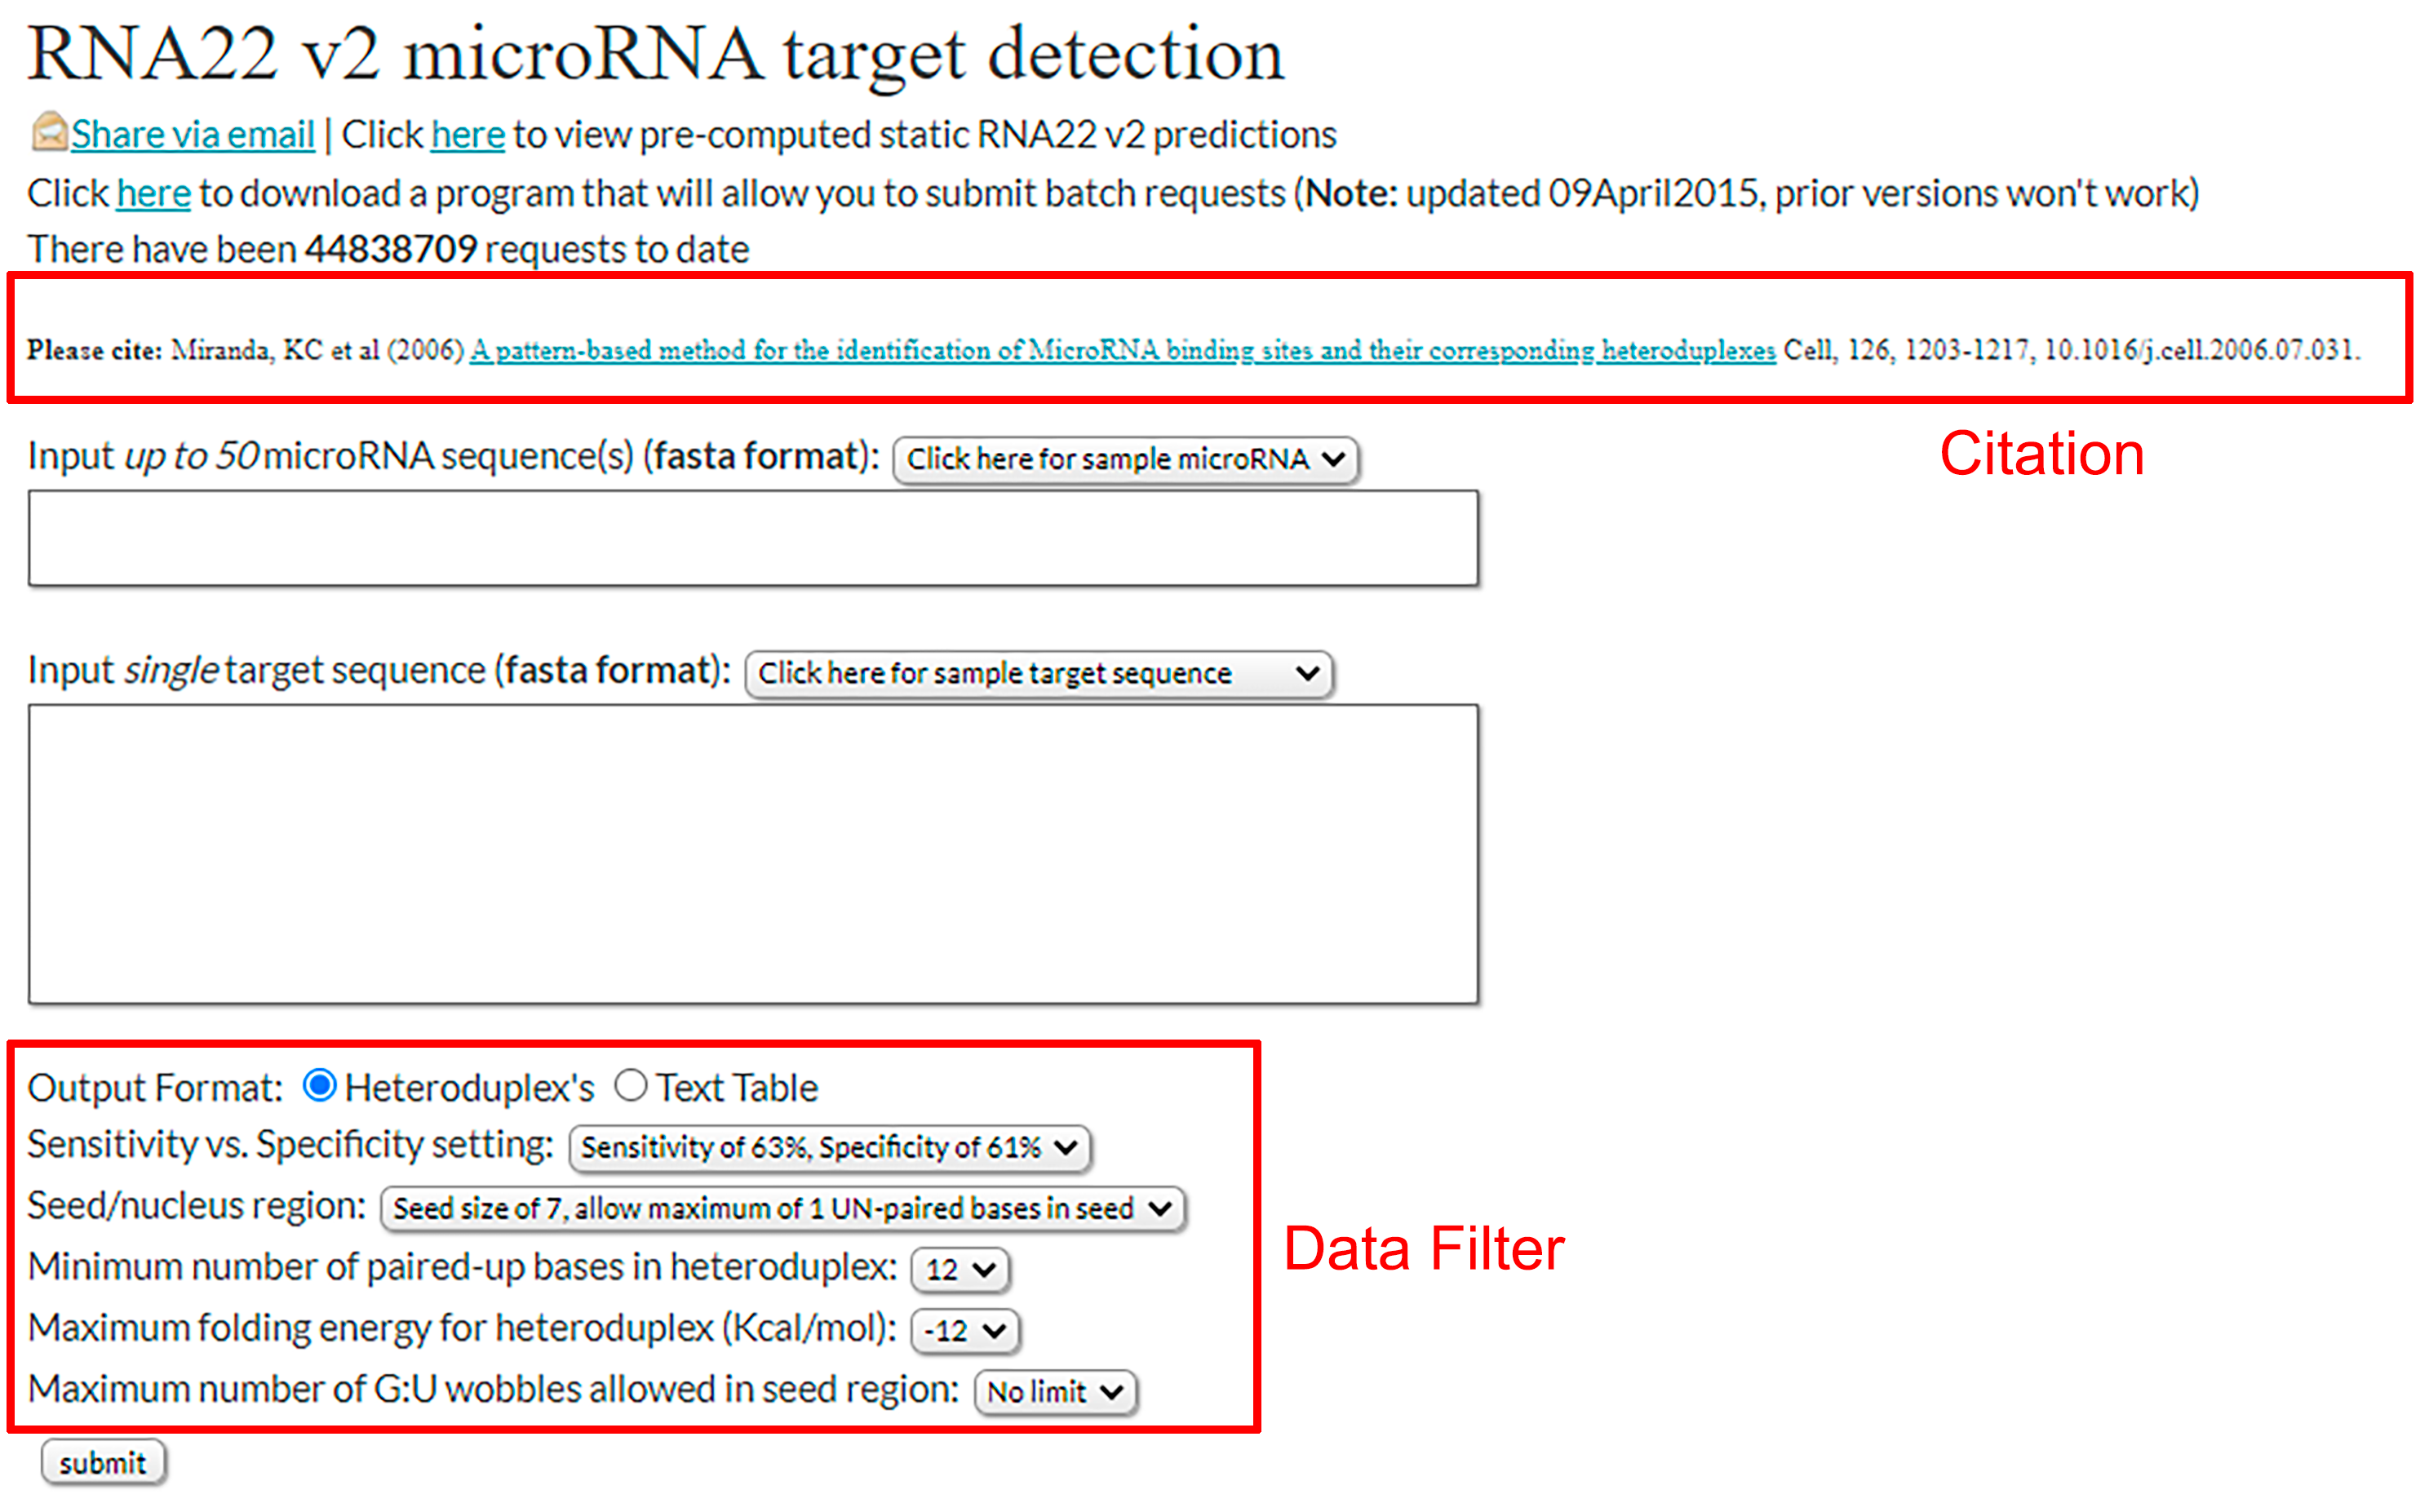 RNA22 v2 microRNA target detection
Share via email | Click here to view pre-computed static RNA22 v2 predictions
Click here to download a program that will allow you to submit batch requests (Note: updated 09April2015, prior versions won't work)
There have been 44838709 requests to date
Please cite: Miranda, KC et al (2006) A pattern-based method for the identification of MicroRNA binding sites and their corresponding heteroduplexes Cell, 126, 1203-1217, 10.1016/j.cell.2006.07.031.
Citation
Input up to 50 microRNA sequence(s) (fasta format): Click here for sample microRNA
Input single target sequence (fasta format): Click here for sample target sequence
Output Format: Heteroduplex's Text Table
Sensitivity vs. Specificity setting: Sensitivity of 63%, Specificity of 61%
Seed/nucleus region: Seed size of 7, allow maximum of 1 UN-paired bases in seed
Data Filter
Minimum number of paired-up bases in heteroduplex: 12
Maximum folding energy for heteroduplex (Kcal/mol): -12
Maximum number of G:U wobbles allowed in seed region: No limit
submit